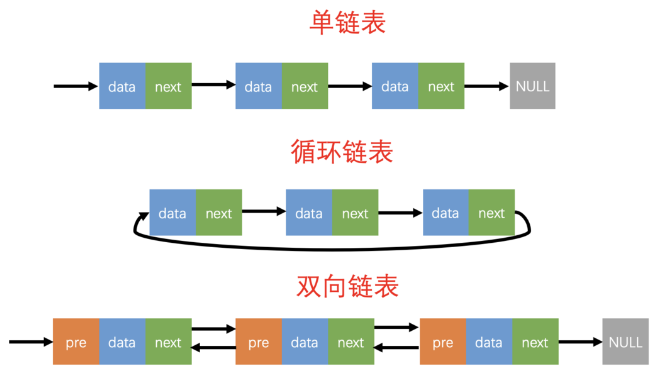 单链表
data next data next data next NULL
循环链表
data next data next data next
双向链表
pre data next pre data next pre data next NULL